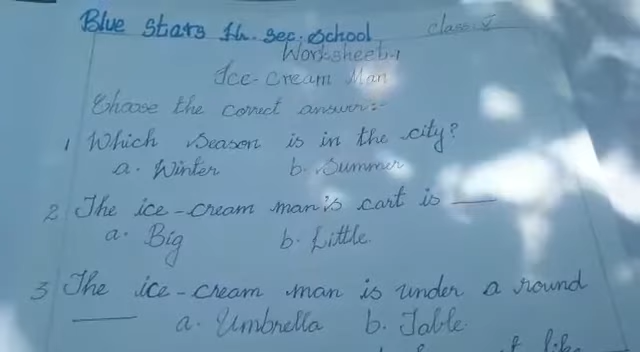 Blue Stars Hr. Sec. School
Class: V
Worksheet-1
Ice-Cream Man
Choose the correct answer:-
1 Which season is in the city?
a. Winter b. Summer
2 The ice-cream man's cart is ___
a. Big b. Little.
3 The ice-cream man is under a round
___ a. Umbrella b. Table.
like